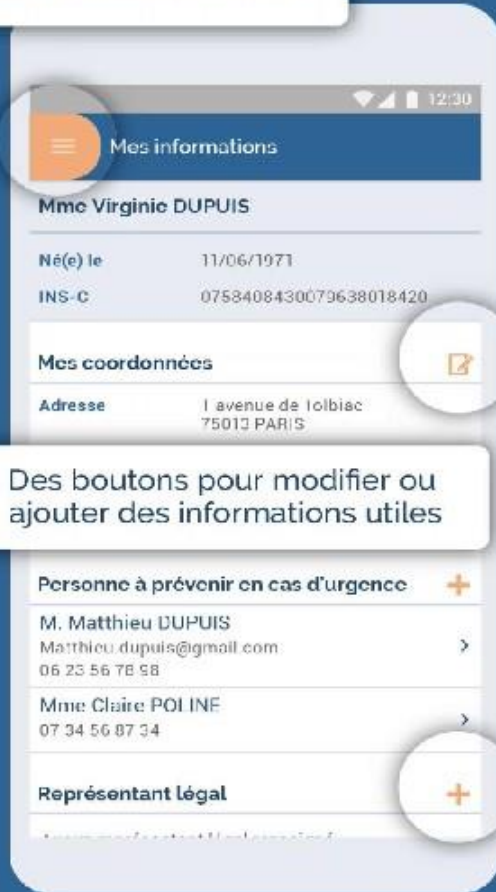 12:30
Mes informations
Mme Virginie DUPUIS
Né(e) le 11/06/1971
INS-C 0758408430079638018420
Mes coordonnées
Adresse 1 avenue de Tolbiac
75013 PARIS
Des boutons pour modifier ou
ajouter des informations utiles
Personne à prévenir en cas d'urgence
M. Matthieu DUPUIS
Matthieu.dupuis@gmail.com
06 23 56 78 98
Mme Claire POLINE
07 34 56 87 34
Représentant légal